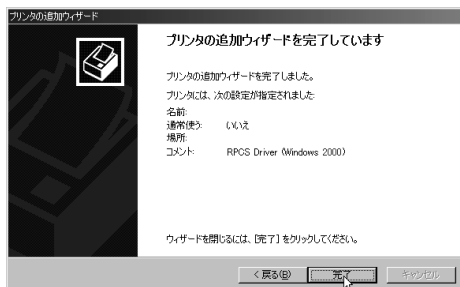 プリンタの追加ウィザード
プリンタの追加ウィザードを完了しています
プリンタの追加ウィザードを完了しました。
プリンタには、次の設定が指定されました:
名前:
通常使う: いいえ
場所:
コメント: RPCS Driver (Windows 2000)
ウィザードを閉じるには、[完了] をクリックしてください。
< 戻る(B) 完了 キャンセル